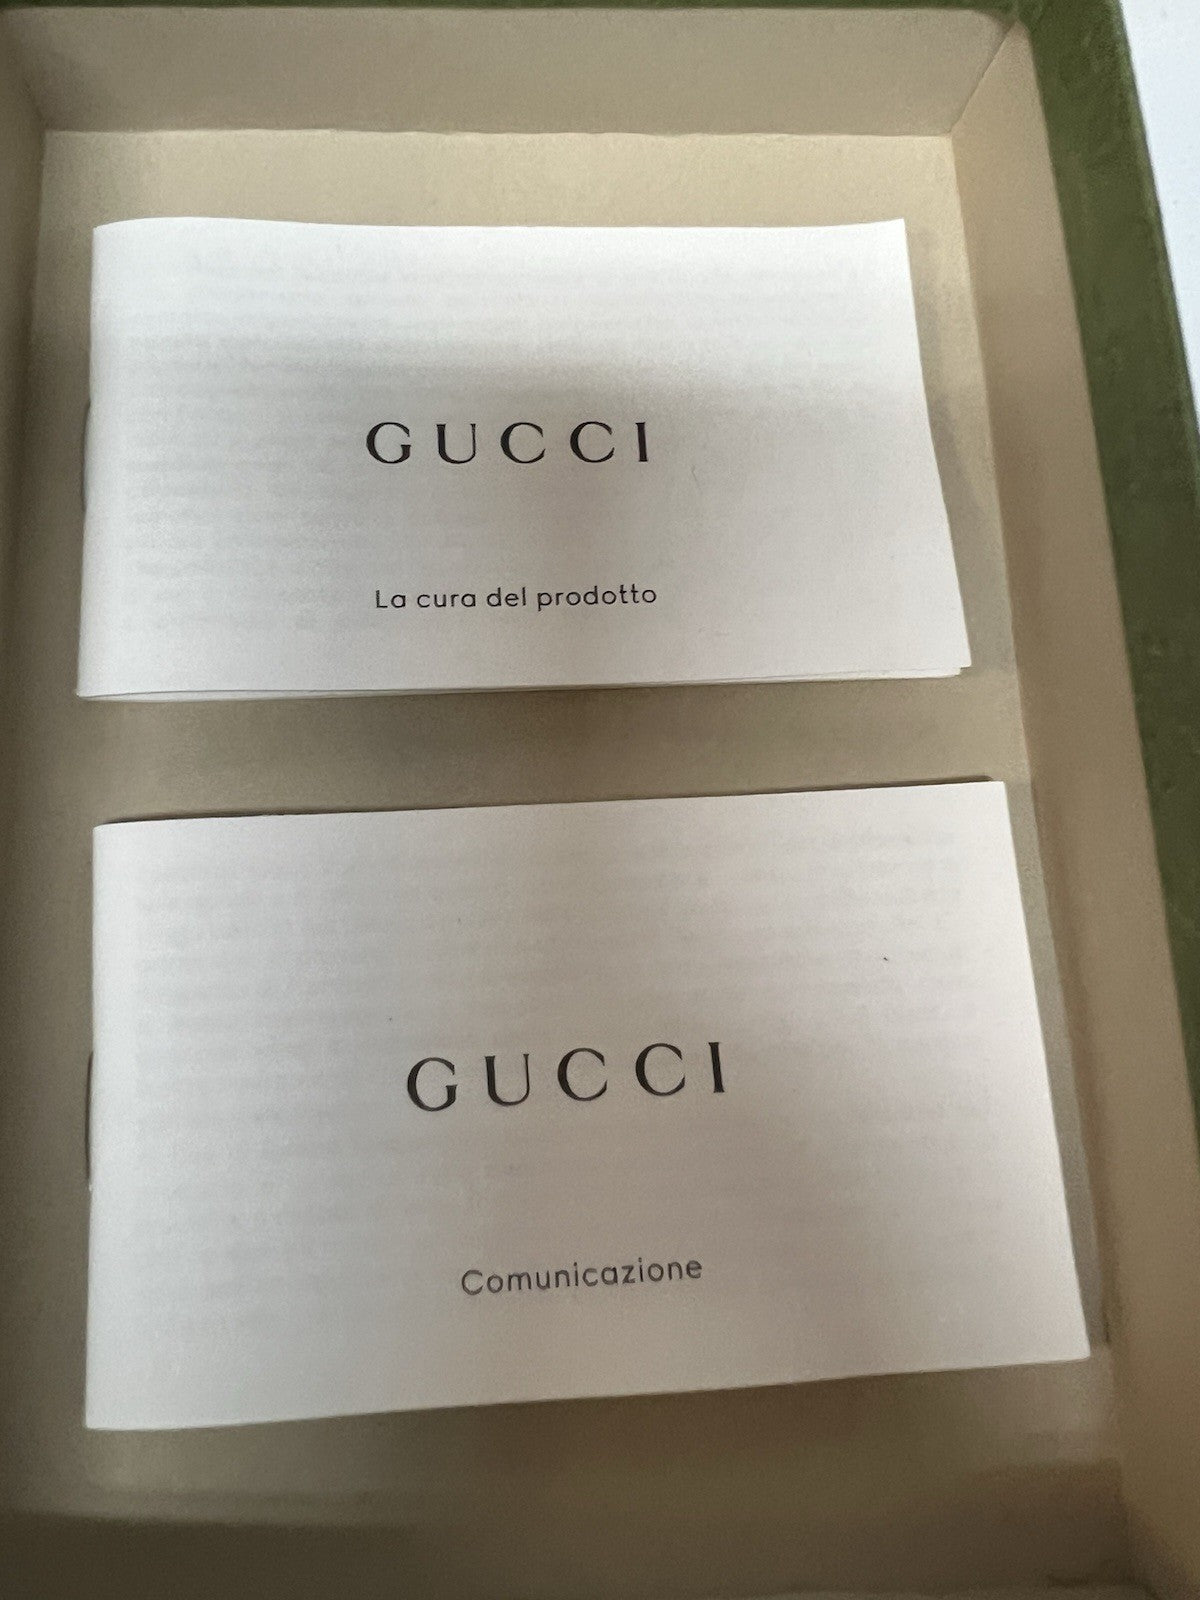 GUCCI
La cura del prodotto
GUCCI
Comunicazione